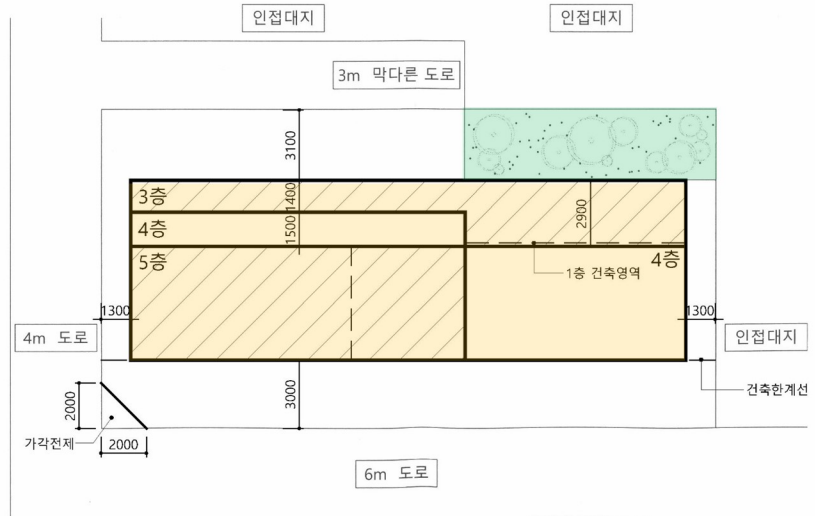 인접대지
인접대지
3m 막다른 도로
3100
3층
1400
4층
1500
2900
5층
4층
1층 건축영역
1300
1300
4m 도로
인접대지
건축한계선
2000
3000
가각전제
2000
6m 도로